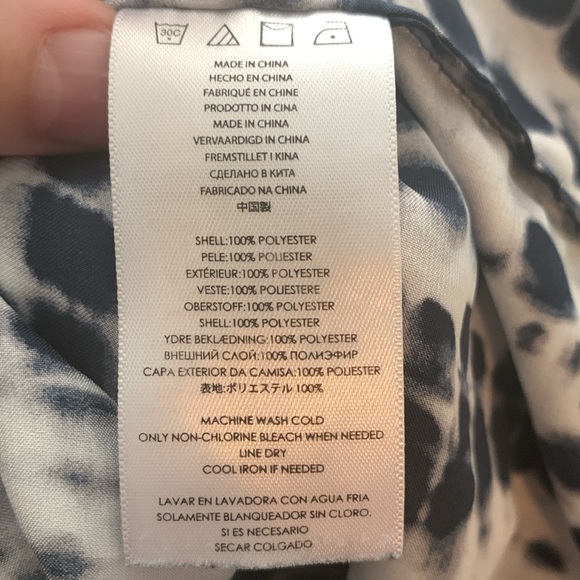 30C
MADE IN CHINA
HECHO EN CHINA
FABRIQUÉ EN CHINE
PRODOTTO IN CINA
MADE IN CHINA
VERVAARDIGD IN CHINA
FREMSTILLET I KINA
СДЕЛАНО В КИТА
FABRICADO NA CHINA
中国製
SHELL:100% POLYESTER
PELE:100% POLIESTER
EXTÉRIEUR:100% POLYESTER
VESTE:100% POLIESTERE
OBERSTOFF:100% POLYESTER
SHELL:100% POLYESTER
YDRE BEKLÆDNING:100% POLYESTER
ВНЕШНИЙ СЛОЙ:100% ПОЛИЭФИР
CAPA EXTERIOR DA CAMISA:100% POLYESTER
表地:ポリエステル 100%
MACHINE WASH COLD
ONLY NON-CHLORINE BLEACH WHEN NEEDED
LINE DRY
COOL IRON IF NEEDED
LAVAR EN LAVADORA CON AGUA FRIA
SOLAMENTE BLANQUEADOR SIN CLORO.
SI ES NECESARIO
SECAR COLGADO